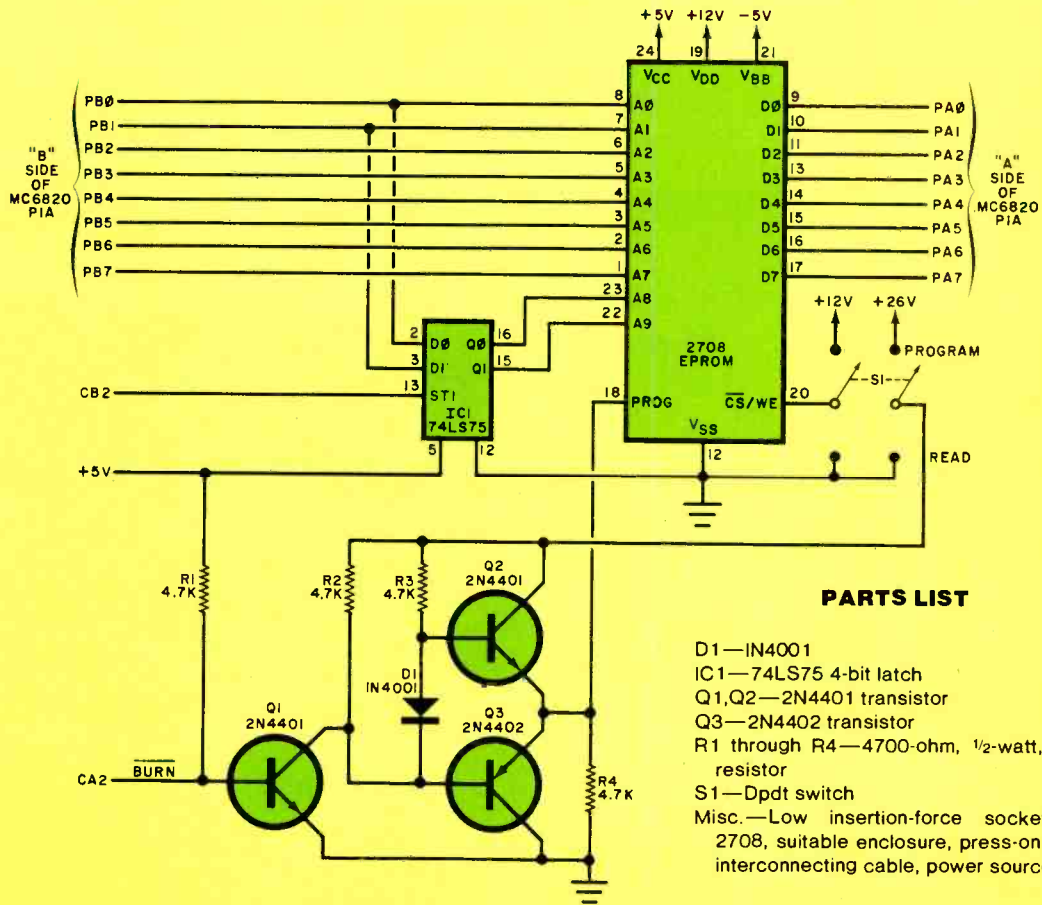 +5V +12V -5V
24 19 21
VCC VDD VBB
PB0 8 A0 D0 9 PA0
PB1 7 A1 D1 10 PA1
PB2 6 A2 D2 11 PA2
PB3 5 A3 D3 13 PA3
PB4 4 A4 D4 14 PA4
PB5 3 A5 D5 15 PA5
PB6 2 A6 D6 16 PA6
PB7 1 A7 D7 17 PA7
"B"
SIDE
OF
MC6820
PIA
"A"
SIDE
OF
MC6820
PIA
23 A8
22 A9
2708
EPROM
18 PROG
CS/WE 20
VSS
12
+12V +26V
PROGRAM
S1
READ
2 D0 Q0 16
3 D1 Q1 15
CB2 13 ST1
IC1
74LS75
5 12
+5V
R1
4.7K
R2
4.7K
R3
4.7K
Q2
2N4401
D1
IN4001
Q1
2N4401
Q3
2N4402
R4
4.7K
CA2 BURN
PARTS LIST
D1—IN4001
IC1—74LS75 4-bit latch
Q1,Q2—2N4401 transistor
Q3—2N4402 transistor
R1 through R4—4700-ohm, ½-watt,
resistor
S1—Dpdt switch
Misc.—Low insertion-force socke
2708, suitable enclosure, press-on
interconnecting cable, power source